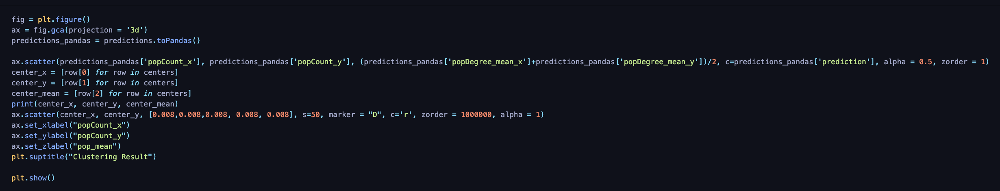 fig = plt.figure()
ax = fig.gca(projection = '3d')
predictions_pandas = predictions.toPandas()
ax.scatter(predictions_pandas['popCount_x'], predictions_pandas['popCount_y'], (predictions_pandas['popDegree_mean_x']+predictions_pandas['popDegree_mean_y'])/2, c=predictions_pandas['prediction'], alpha = 0.5, zorder = 1)
center_x = [row[0] for row in centers]
center_y = [row[1] for row in centers]
center_mean = [row[2] for row in centers]
print(center_x, center_y, center_mean)
ax.scatter(center_x, center_y, [0.008,0.008,0.008, 0.008, 0.008], s=50, marker = "D", c='r', zorder = 1000000, alpha = 1)
ax.set_xlabel("popCount_x")
ax.set_ylabel("popCount_y")
ax.set_zlabel("pop_mean")
plt.suptitle("Clustering Result")
plt.show()